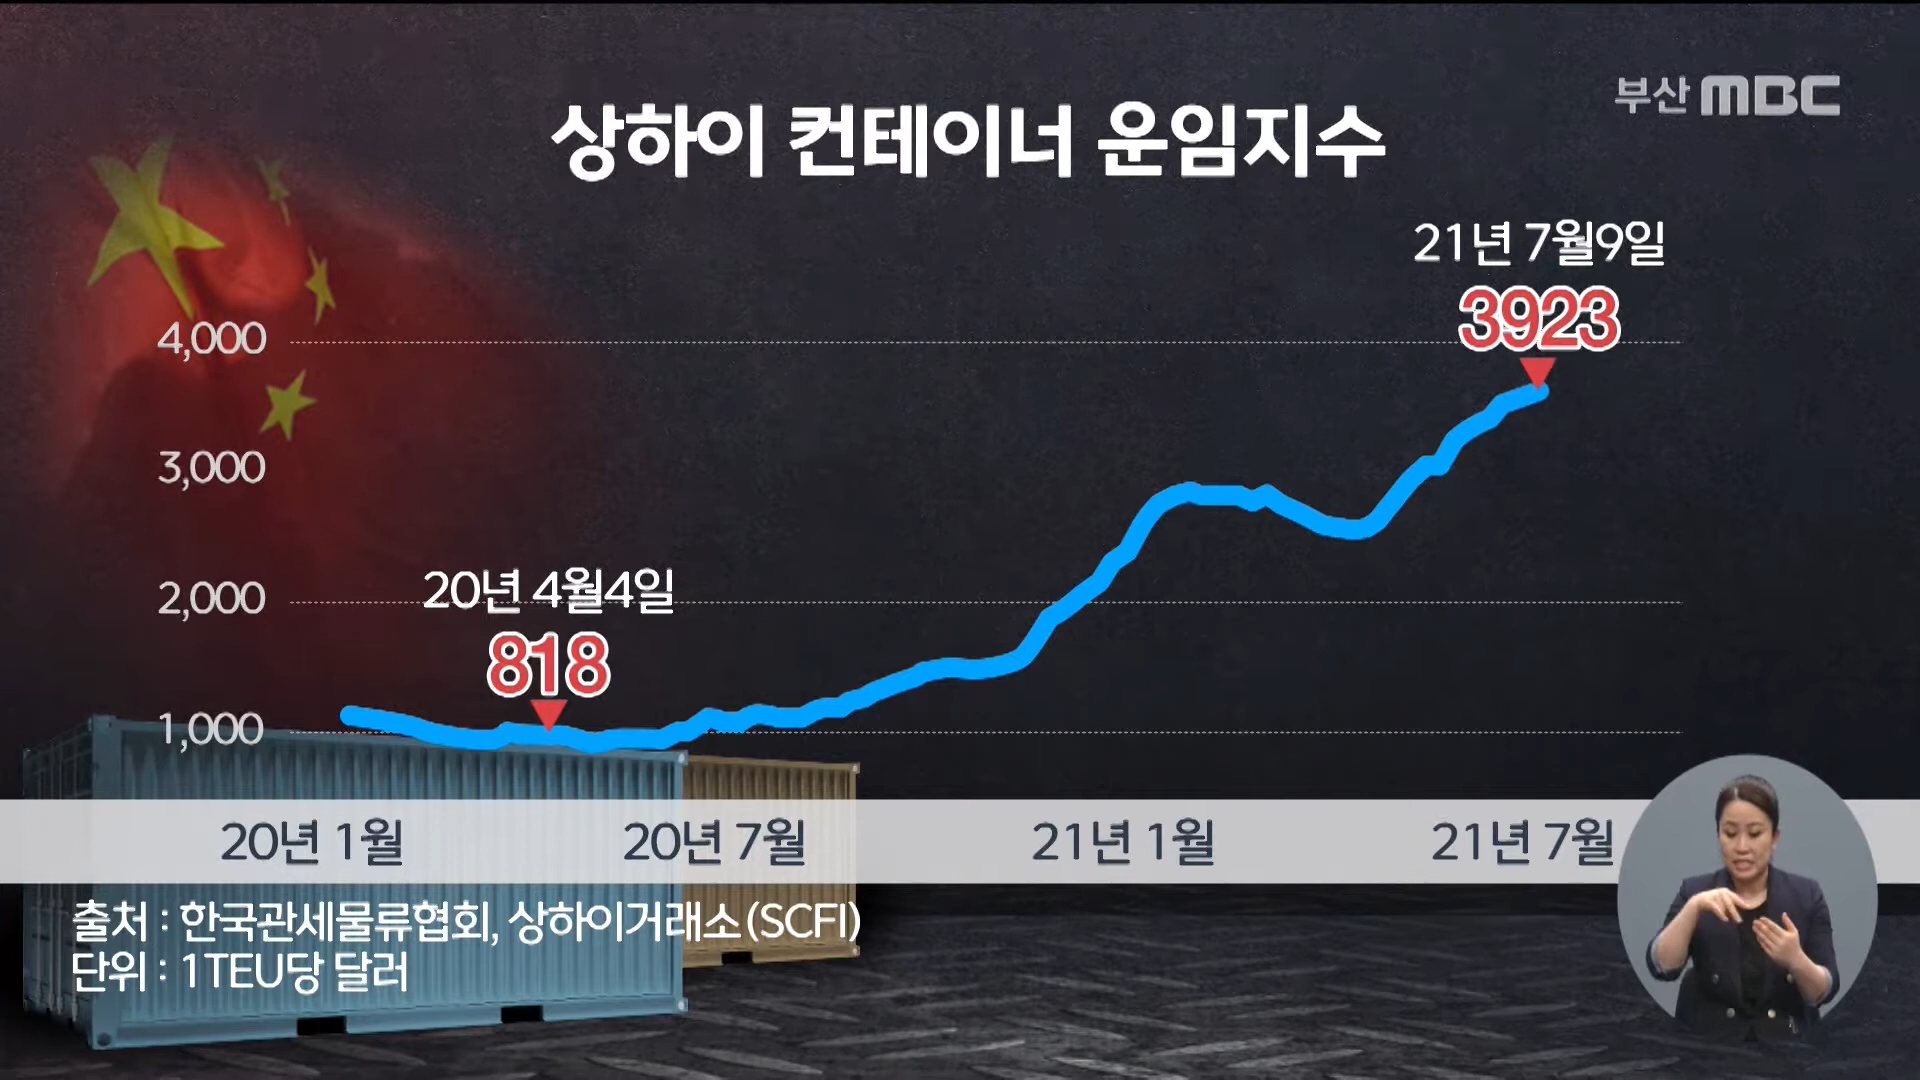 부산 MBC
상하이 컨테이너 운임지수
21년 7월9일
3923
4,000
3,000
20년 4월4일
2,000
818
1,000
20년 1월 20년 7월 21년 1월 21년 7월
출처 : 한국관세물류협회, 상하이거래소(SCFI)
단위 : 1TEU당 달러